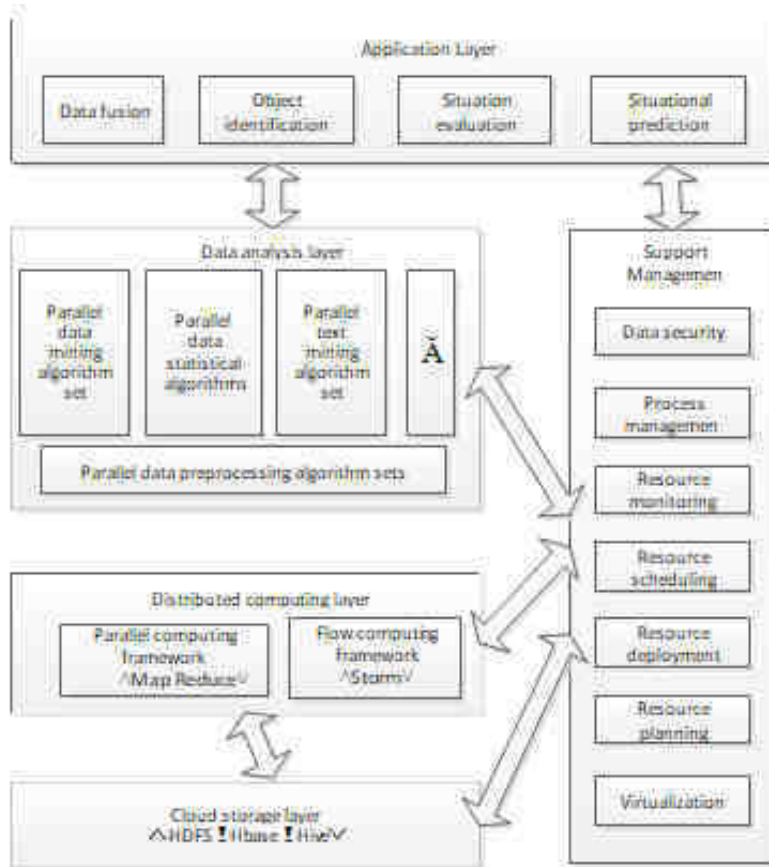 Application Layer
Data fusion
Object
identification
Situation
evaluation
Situational
prediction
Data analysis layer
Parallel
data
mining
algorithm
set
Parallel
data
statistical
algorithms
Parallel
text
mining
algorithm
set
Ǎ
Parallel data preprocessing algorithm sets
Support
Managemen
Data security
Process
managemen
Resource
monitoring
Resource
scheduling
Resource
deployment
Resource
planning
Virtualization
Distributed computing layer
Parallel computing
framework
^Map Reduce∨
Flow computing
framework
^Storm∨
Cloud storage layer
^HDFS！Hbase！Hive∨